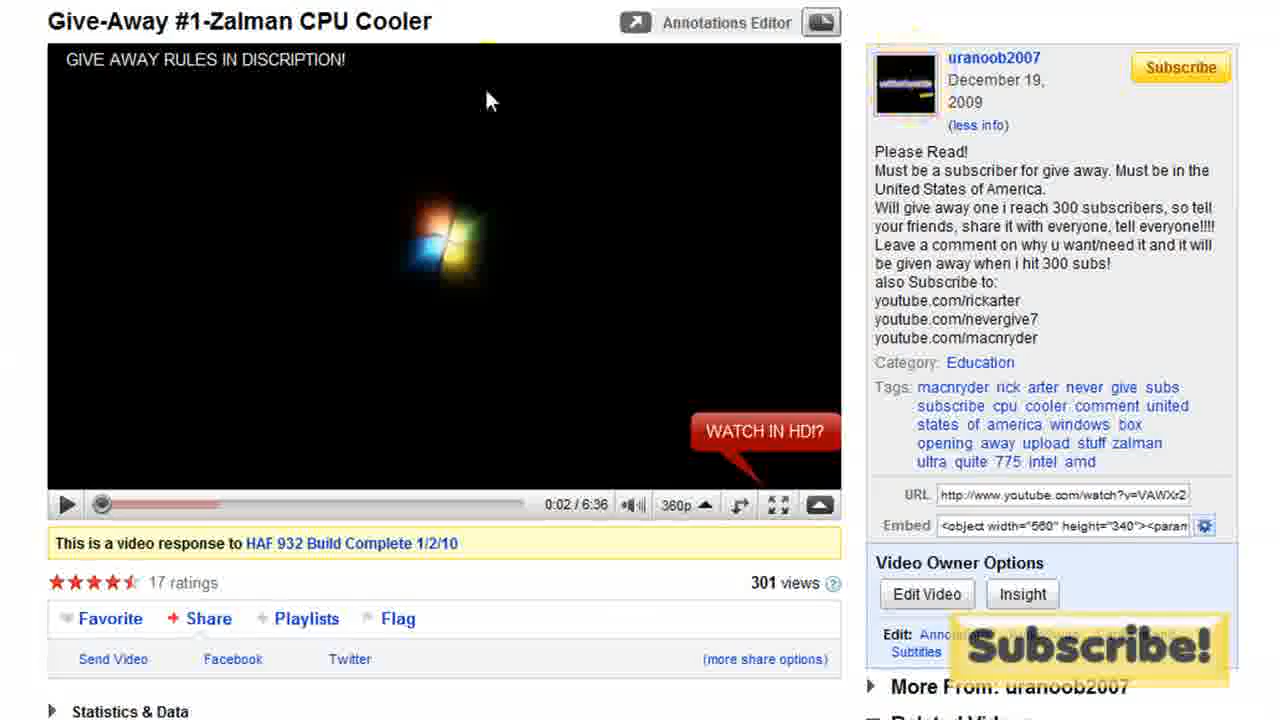 Give-Away #1-Zalman CPU Cooler
Annotations Editor
GIVE AWAY RULES IN DISCRIPTION!
WATCH IN HD!?
0:02 / 6:36
360p
This is a video response to HAF 932 Build Complete 1/2/10
17 ratings
301 views
Favorite
Share
Playlists
Flag
Send Video
Facebook
Twitter
(more share options)
Statistics & Data
uranoob2007
December 19,
2009
(less info)
Subscribe
Please Read!
Must be a subscriber for give away. Must be in the
United States of America.
Will give away one i reach 300 subscribers, so tell
your friends, share it with everyone, tell everyone!!!!
Leave a comment on why u want/need it and it will
be given away when i hit 300 subs!
also Subscribe to:
youtube.com/rickarter
youtube.com/nevergive7
youtube.com/macnryder
Category: Education
Tags: macnryder rick arter never give subs
subscribe cpu cooler comment united
states of america windows box
opening away upload stuff zalman
ultra quite 775 intel amd
URL http://www.youtube.com/watch?v=VAWXr2
Embed <object width="560" height="340"><param
Video Owner Options
Edit Video
Insight
Edit:
Subtitles
Subscribe!
More From: uranoob2007